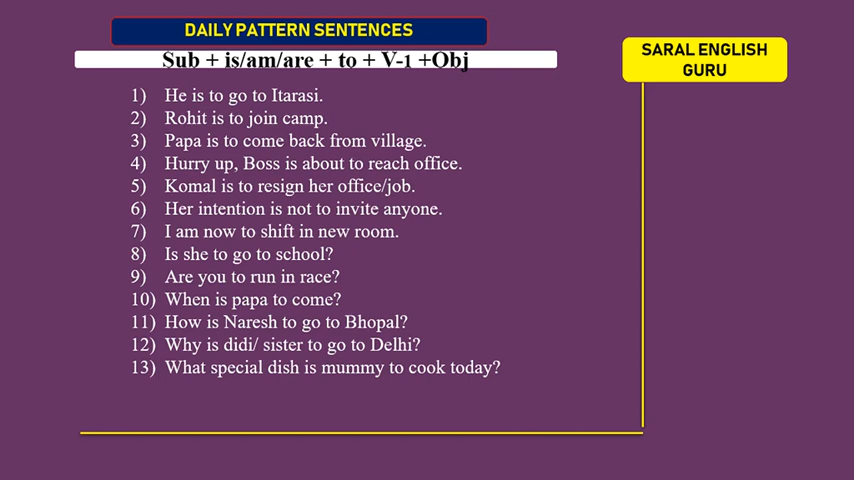 DAILY PATTERN SENTENCES
Sub + is/am/are + to + V-1 +Obj
SARAL ENGLISH
GURU
1) He is to go to Itarasi.
2) Rohit is to join camp.
3) Papa is to come back from village.
4) Hurry up, Boss is about to reach office.
5) Komal is to resign her office/job.
6) Her intention is not to invite anyone.
7) I am now to shift in new room.
8) Is she to go to school?
9) Are you to run in race?
10) When is papa to come?
11) How is Naresh to go to Bhopal?
12) Why is didi/ sister to go to Delhi?
13) What special dish is mummy to cook today?